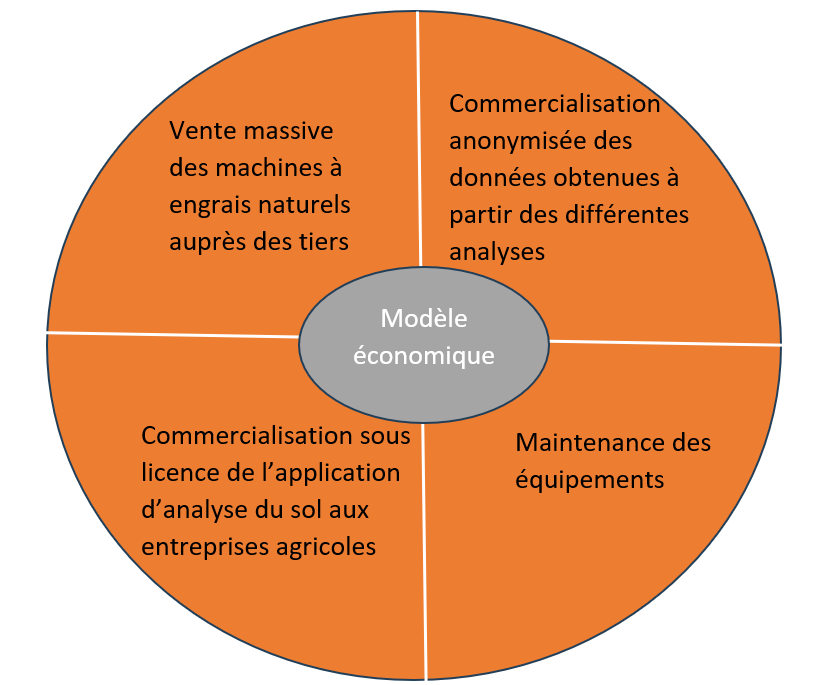 Vente massive
des machines à
engrais naturels
auprès des tiers
Commercialisation
anonymisée des
données obtenues à
partir des différentes
analyses
Modèle
économique
Commercialisation sous
licence de l’application
d’analyse du sol aux
entreprises agricoles
Maintenance des
équipements